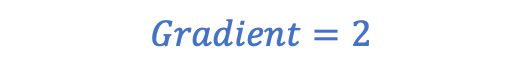 Gradient = 2